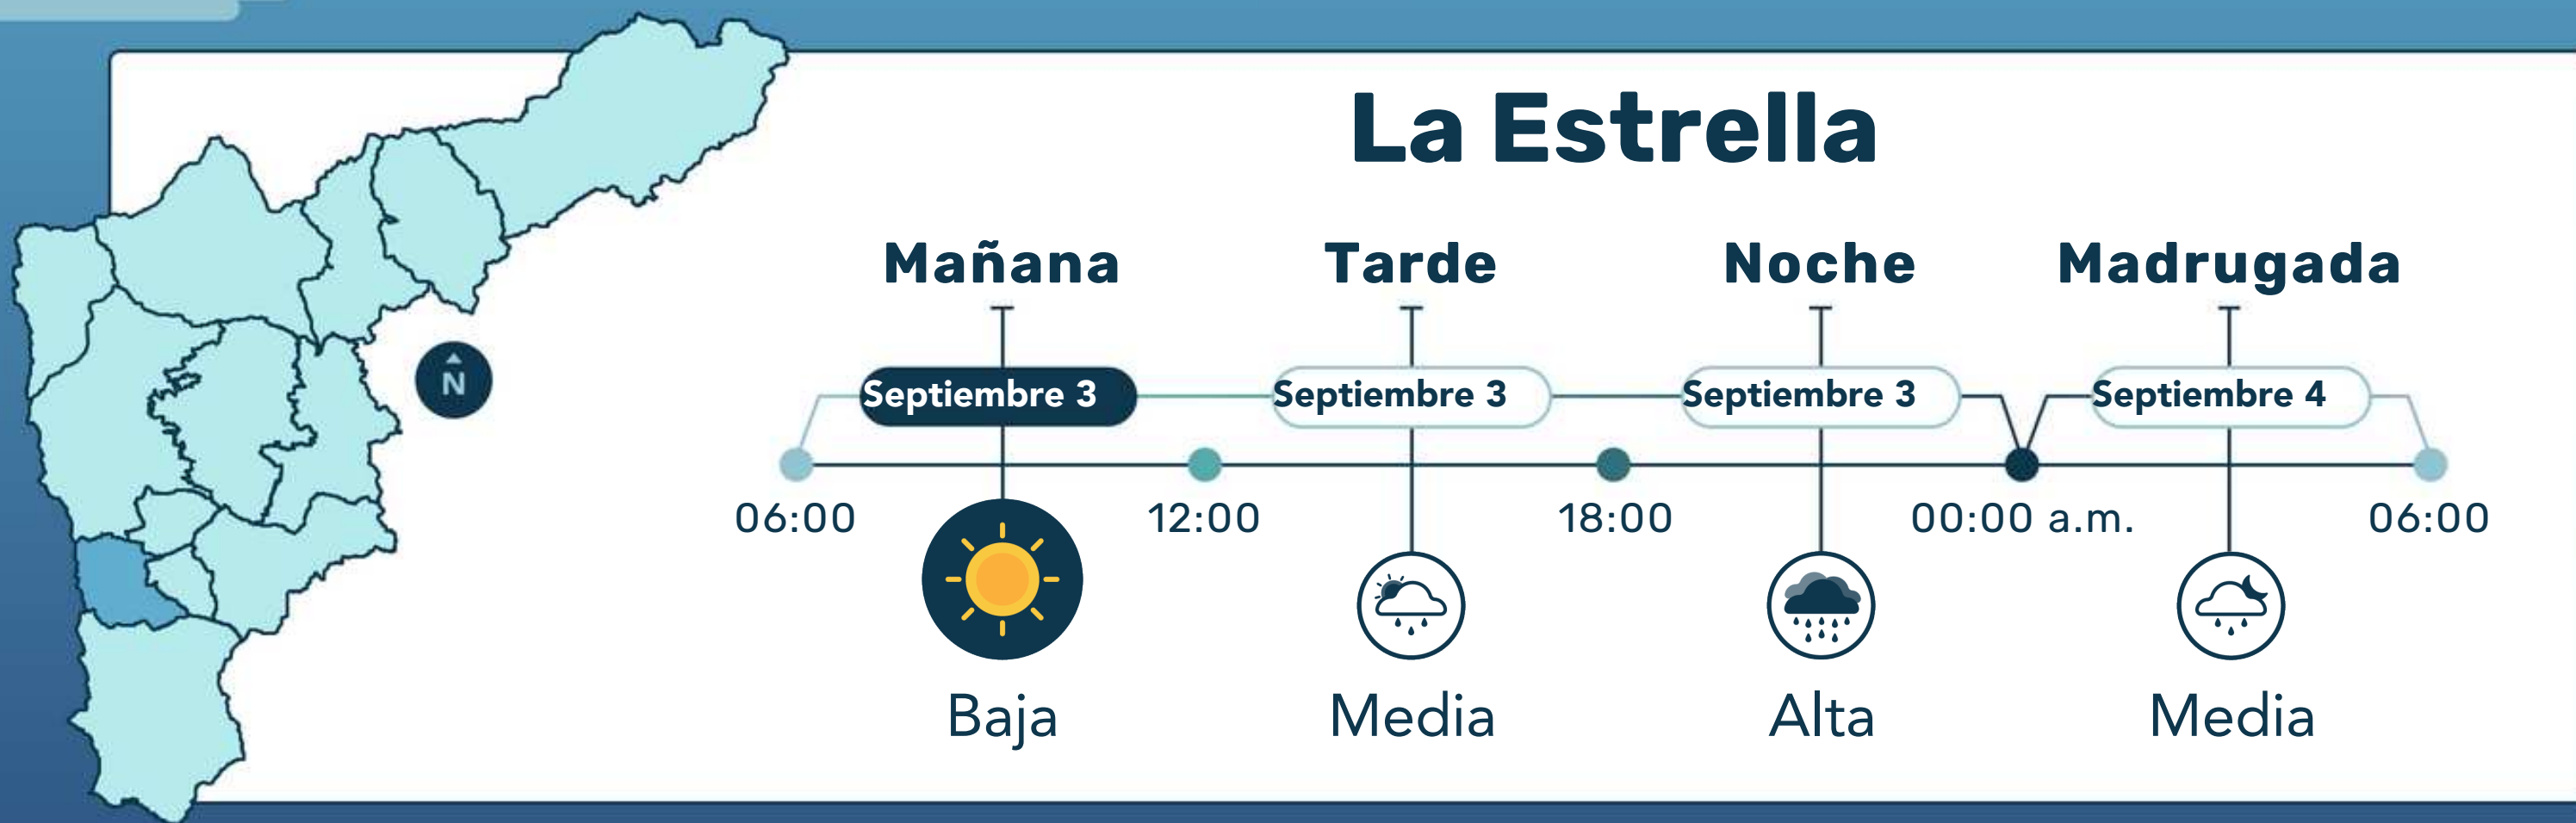 La Estrella
Mañana Tarde Noche Madrugada
Septiembre 3 Septiembre 3 Septiembre 3 Septiembre 4
N
06:00 12:00 18:00 00:00 a.m. 06:00
Baja Media Alta Media